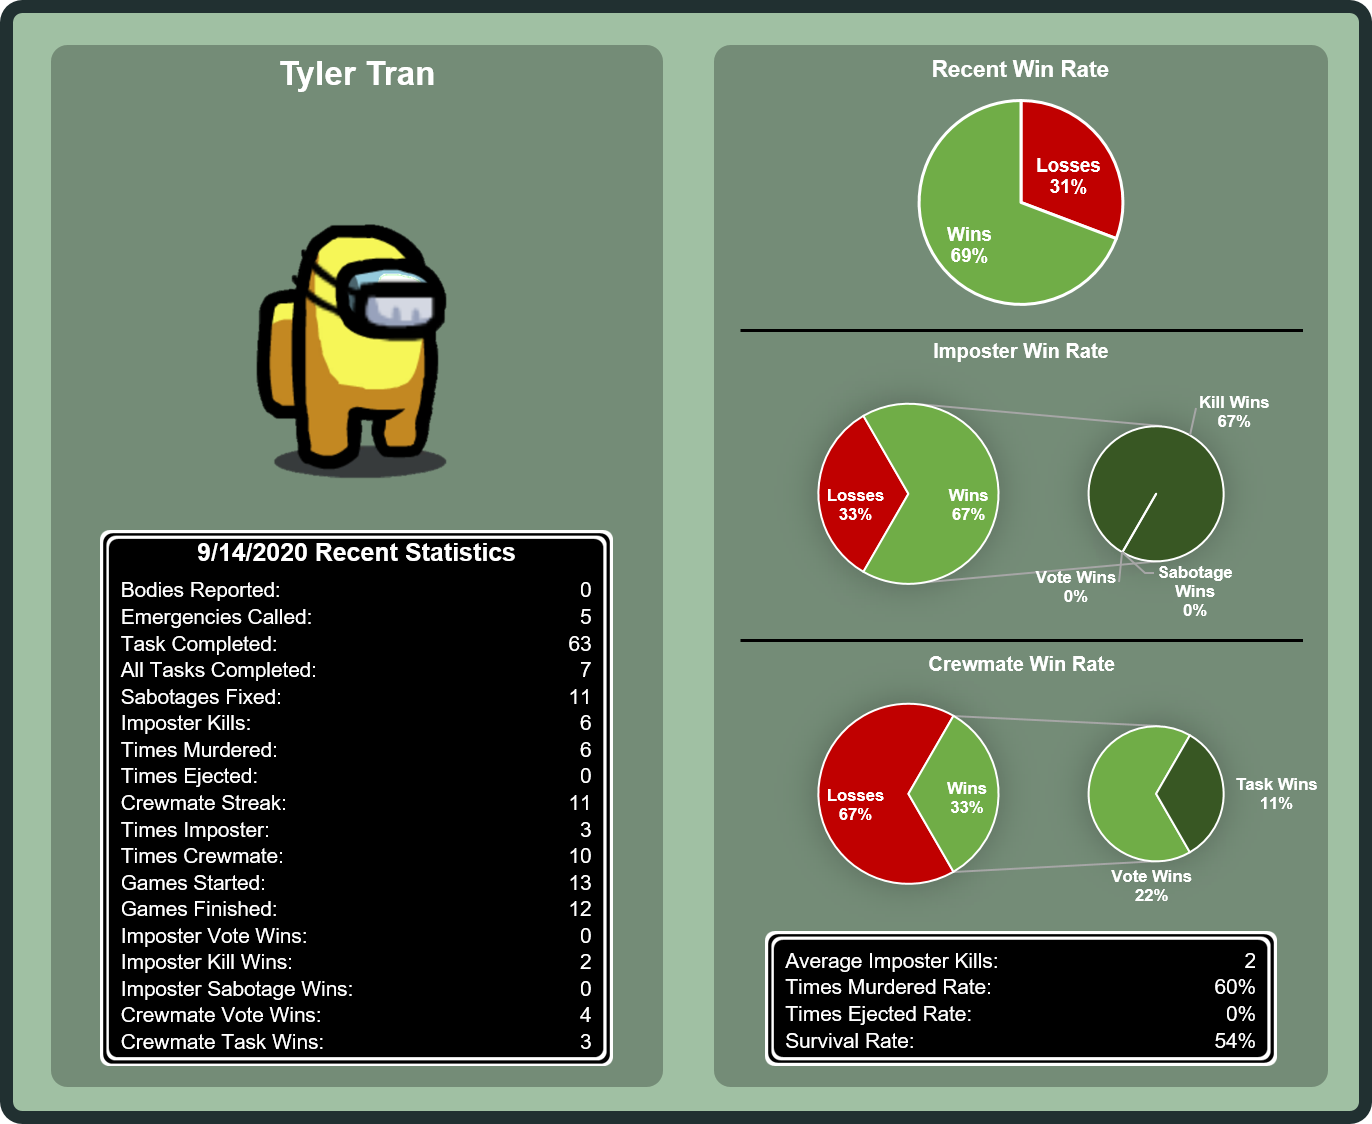 Tyler Tran
9/14/2020 Recent Statistics
Bodies Reported: 0
Emergencies Called: 5
Task Completed: 63
All Tasks Completed: 7
Sabotages Fixed: 11
Imposter Kills: 6
Times Murdered: 6
Times Ejected: 0
Crewmate Streak: 11
Times Imposter: 3
Times Crewmate: 10
Games Started: 13
Games Finished: 12
Imposter Vote Wins: 0
Imposter Kill Wins: 2
Imposter Sabotage Wins: 0
Crewmate Vote Wins: 4
Crewmate Task Wins: 3
Recent Win Rate
Losses
31%
Wins
69%
Imposter Win Rate
Losses
33%
Wins
67%
Kill Wins
67%
Vote Wins
0%
Sabotage
Wins
0%
Crewmate Win Rate
Losses
67%
Wins
33%
Task Wins
11%
Vote Wins
22%
Average Imposter Kills: 2
Times Murdered Rate: 60%
Times Ejected Rate: 0%
Survival Rate: 54%